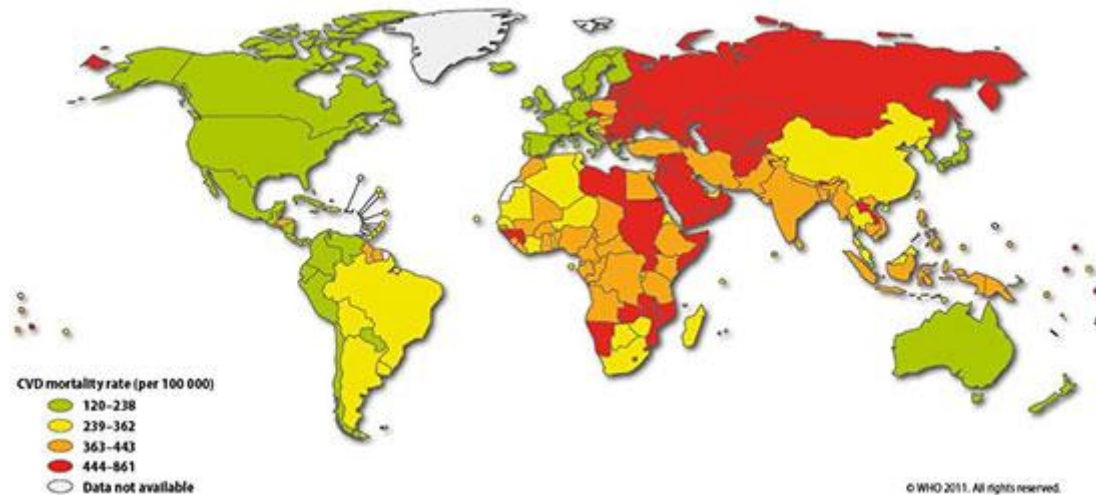 CVD mortality rate (per 100 000)
120–238
239–362
363–443
444–861
Data not available
© WHO 2011. All rights reserved.